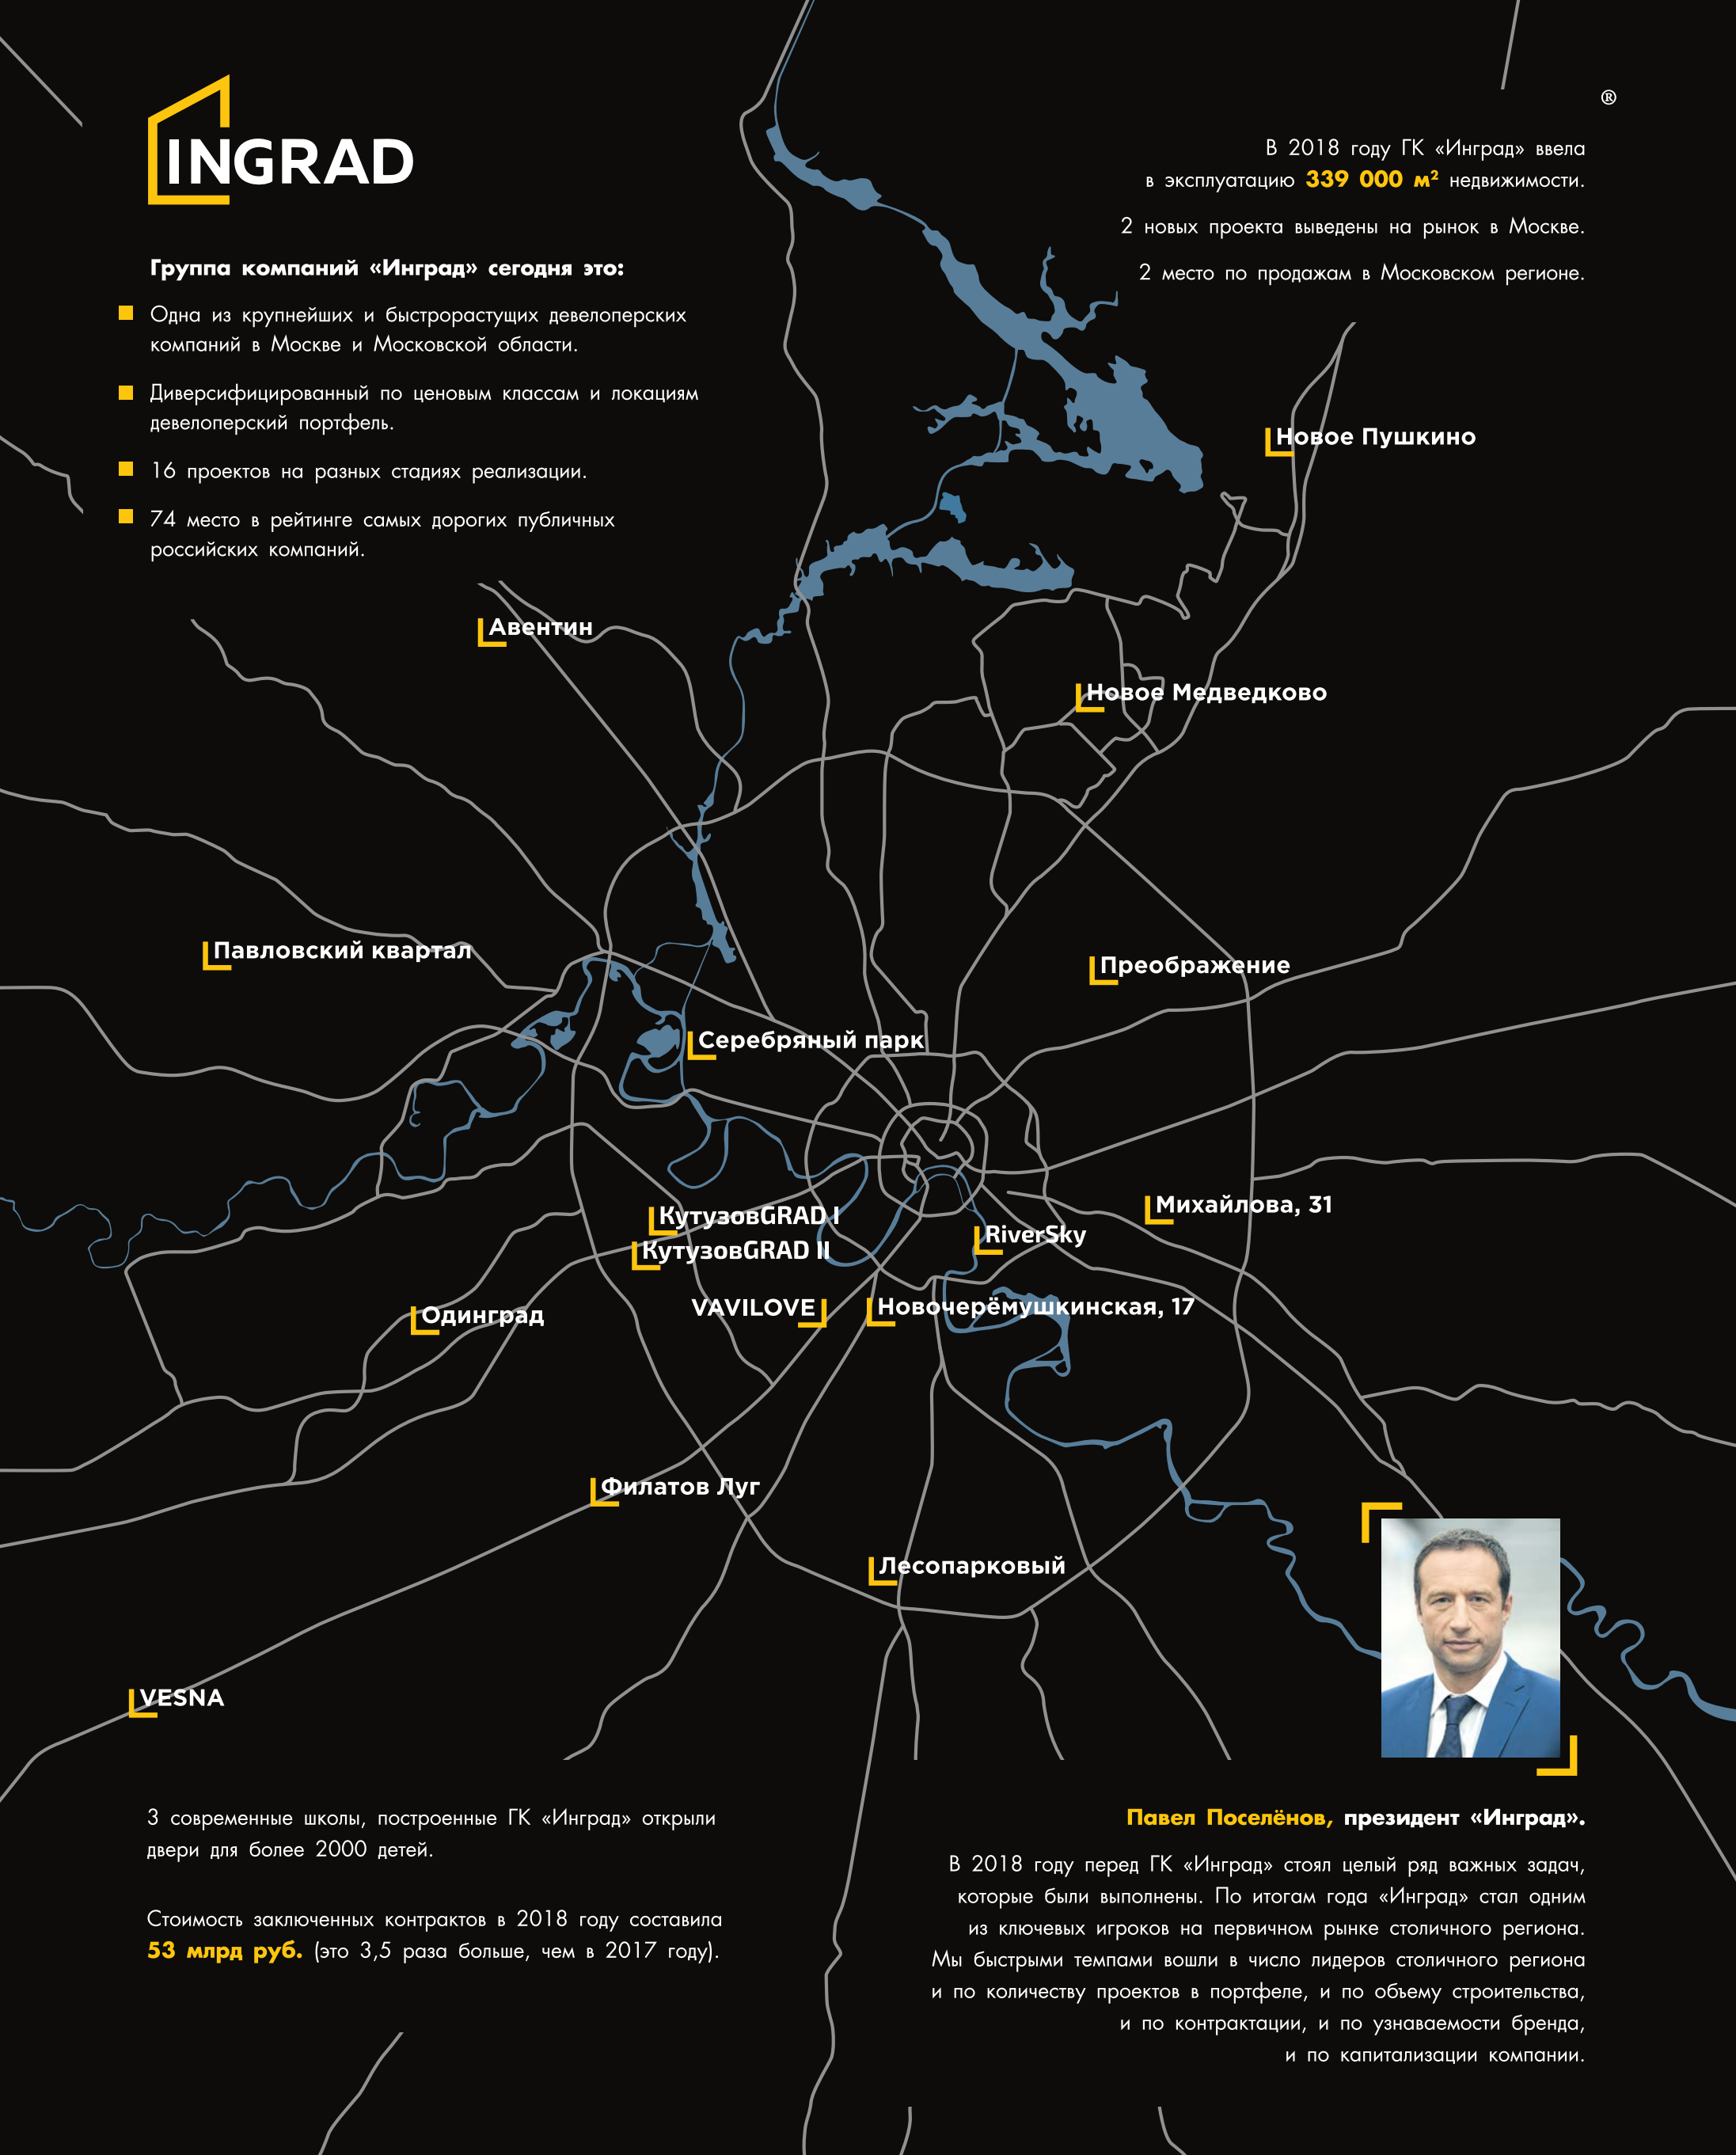 INGRAD
®
В 2018 году ГК «Инград» ввела
в эксплуатацию 339 000 м²  недвижимости.
2 новых проекта выведены на рынок в Москве.
2 место по продажам в Московском регионе.
Группа компаний «Инград» сегодня это:
Одна из крупнейших и быстрорастущих девелоперских
компаний в Москве и Московской области.
Диверсифицированный по ценовым классам и локациям
девелоперский портфель.
16 проектов на разных стадиях реализации.
74 место в рейтинге самых дорогих публичных
российских компаний.
Новое Пушкино
Авентин
Новое Медведково
Павловский квартал
Преображение
Серебряный парк
Михайлова, 31
КутузовGRAD I
RiverSky
КутузовGRAD II
VAVILOVE
Новочерёмушкинская, 17
Одинград
Филатов Луг
Лесопарковый
VESNA
3 современные школы, построенные ГК «Инград» открыли
двери для более 2000 детей.
Стоимость заключенных контрактов в 2018 году составила
53 млрд руб. (это 3,5 раза больше, чем в 2017 году).
Павел Поселёнов, президент «Инград».
В 2018 году перед ГК «Инград» стоял целый ряд важных задач,
которые были выполнены. По итогам года «Инград» стал одним
из ключевых игроков на первичном рынке столичного региона.
Мы быстрыми темпами вошли в число лидеров столичного региона
и по количеству проектов в портфеле, и по объему строительства,
и по контрактации, и по узнаваемости бренда,
и по капитализации компании.